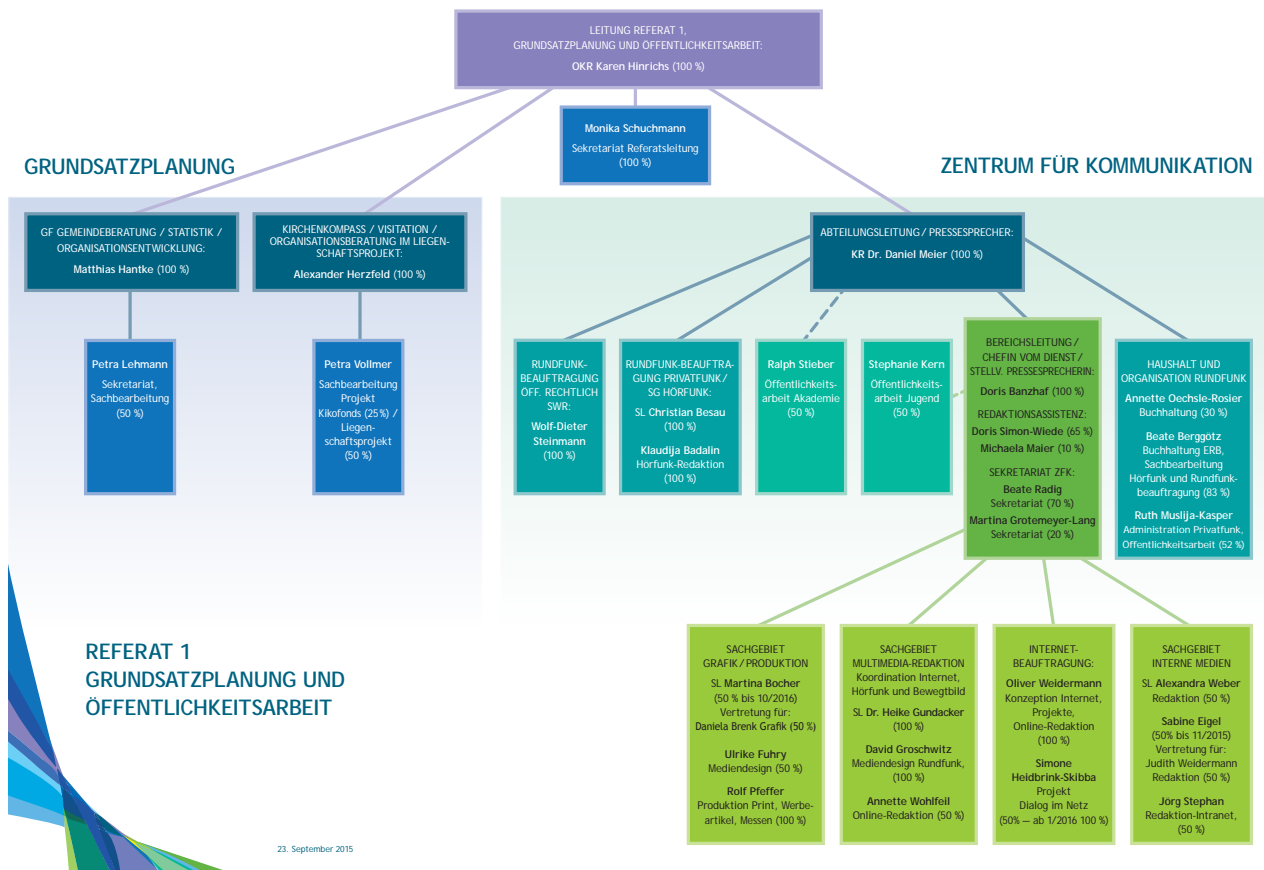 LEITUNG REFERAT 1,
GRUNDSATZPLANUNG UND ÖFFENTLICHKEITSARBEIT:
OKR Karen Hinrichs (100 %)
Monika Schuchmann
Sekretariat Referatsleitung
(100 %)
GRUNDSATZPLANUNG
ZENTRUM FÜR KOMMUNIKATION
GF GEMEINDEBERATUNG / STATISTIK /
ORGANISATIONSENTWICKLUNG:
Matthias Hantke (100 %)
KIRCHENKOMPASS / VISITATION /
ORGANISATIONSBERATUNG IM LIEGEN-
SCHAFTSPROJEKT:
Alexander Herzfeld (100 %)
ABTEILUNGSLEITUNG / PRESSESPRECHER:
KR Dr. Daniel Meier (100 %)
Petra Lehmann
Sekretariat,
Sachbearbeitung
(50 %)
Petra Vollmer
Sachbearbeitung
Projekt
Kikofonds (25%) /
Liegen-
schaftsprojekt
(50 %)
RUNDFUNK-
BEAUFTRAGUNG
ÖFF. RECHTLICH
SWR:
Wolf-Dieter
Steinmann
(100 %)
RUNDFUNK-BEAUFTRA-
GUNG PRIVATFUNK /
SG HÖRFUNK:
SL Christian Besau
(100 %)
Klaudija Badalin
Hörfunk-Redaktion
(100 %)
Ralph Stieber
Öffentlichkeits-
arbeit Akademie
(50 %)
Stephanie Kern
Öffentlichkeits-
arbeit Jugend
(50 %)
BEREICHSLEITUNG /
CHEFIN VOM DIENST /
STELLV. PRESSESPRECHERIN:
Doris Banzhaf (100 %)
REDAKTIONSASSISTENZ:
Doris Simon-Wiede (65 %)
Michaela Maier (10 %)
SEKRETARIAT ZFK:
Beate Radig
Sekretariat (70 %)
Martina Grotemeyer-Lang
Sekretariat (20 %)
HAUSHALT UND
ORGANISATION RUNDFUNK
Annette Oechsle-Rosier
Buchhaltung (30 %)
Beate Berggötz
Buchhaltung ERB,
Sachbearbeitung
Hörfunk und Rundfunk-
beauftragung (83 %)
Ruth Muslija-Kasper
Administration Privatfunk,
Öffentlichkeitsarbeit (52 %)
REFERAT 1
GRUNDSATZPLANUNG UND
ÖFFENTLICHKEITSARBEIT
SACHGEBIET
GRAFIK / PRODUKTION
SL Martina Bocher
(50 % bis 10/2016)
Vertretung für:
Daniela Brenk Grafik (50 %)
Ulrike Fuhry
Mediendesign (50 %)
Rolf Pfeffer
Produktion Print, Werbe-
artikel, Messen (100 %)
SACHGEBIET
MULTIMEDIA-REDAKTION
Koordination Internet,
Hörfunk und Bewegtbild
SL Dr. Heike Gundacker
(100 %)
David Groschwitz
Mediendesign Rundfunk,
(100 %)
Annette Wohlfeil
Online-Redaktion (50 %)
INTERNET-
BEAUFTRAGUNG:
Oliver Weidermann
Konzeption Internet,
Projekte,
Online-Redaktion
(100 %)
Simone
Heidbrink-Skibba
Projekt
Dialog im Netz
(50% — ab 1/2016 100 %)
SACHGEBIET
INTERNE MEDIEN
SL Alexandra Weber
Redaktion (50 %)
Sabine Eigel
(50% bis 11/2015)
Vertretung für:
Judith Weidermann
Redaktion (50 %)
Jörg Stephan
Redaktion-Intranet,
(50 %)
23. September 2015